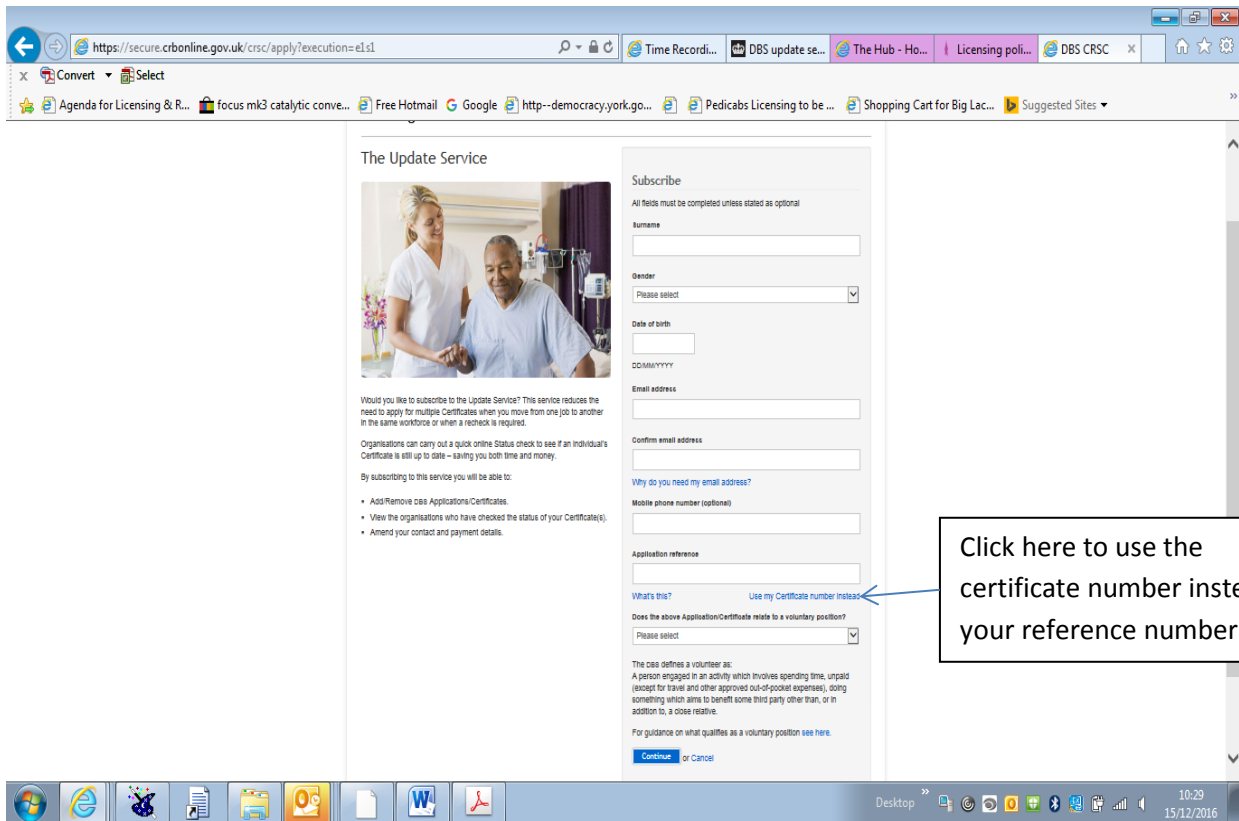 https://secure.crbonline.gov.uk/crsc/apply?execution=e1s1
Time Recordi...
DBS update se...
The Hub - Ho...
Licensing poli...
DBS CRSC
x Convert Select
Agenda for Licensing & R...
focus mk3 catalytic conve...
Free Hotmail
Google
http--democracy.york.go...
Pedicabs Licensing to be ...
Shopping Cart for Big Lac...
Suggested Sites
The Update Service
Would you like to subscribe to the Update Service? This service reduces the
need to apply for multiple Certificates when you move from one job to another
in the same workforce or when a recheck is required.
Organisations can carry out a quick online Status check to see if an individual's
Certificate is still up to date – saving you both time and money.
By subscribing to this service you will be able to:
▪ Add/Remove DBS Applications/Certificates.
▪ View the organisations who have checked the status of your Certificate(s).
▪ Amend your contact and payment details.
Subscribe
All fields must be completed unless stated as optional
Surname
Gender
Please select
Date of birth
DD/MM/YYYY
Email address
Confirm email address
Why do you need my email address?
Mobile phone number (optional)
Application reference
What's this? Use my Certificate number instead
Does the above Application/Certificate relate to a voluntary position?
Please select
The DBS defines a volunteer as:
A person engaged in an activity which involves spending time, unpaid
(except for travel and other approved out-of-pocket expenses), doing
something which aims to benefit some third party other than, or in
addition to, a close relative.
For guidance on what qualifies as a voluntary position see here.
Continue or Cancel
Click here to use the
certificate number inste
your reference number
Desktop
10:29
15/12/2016